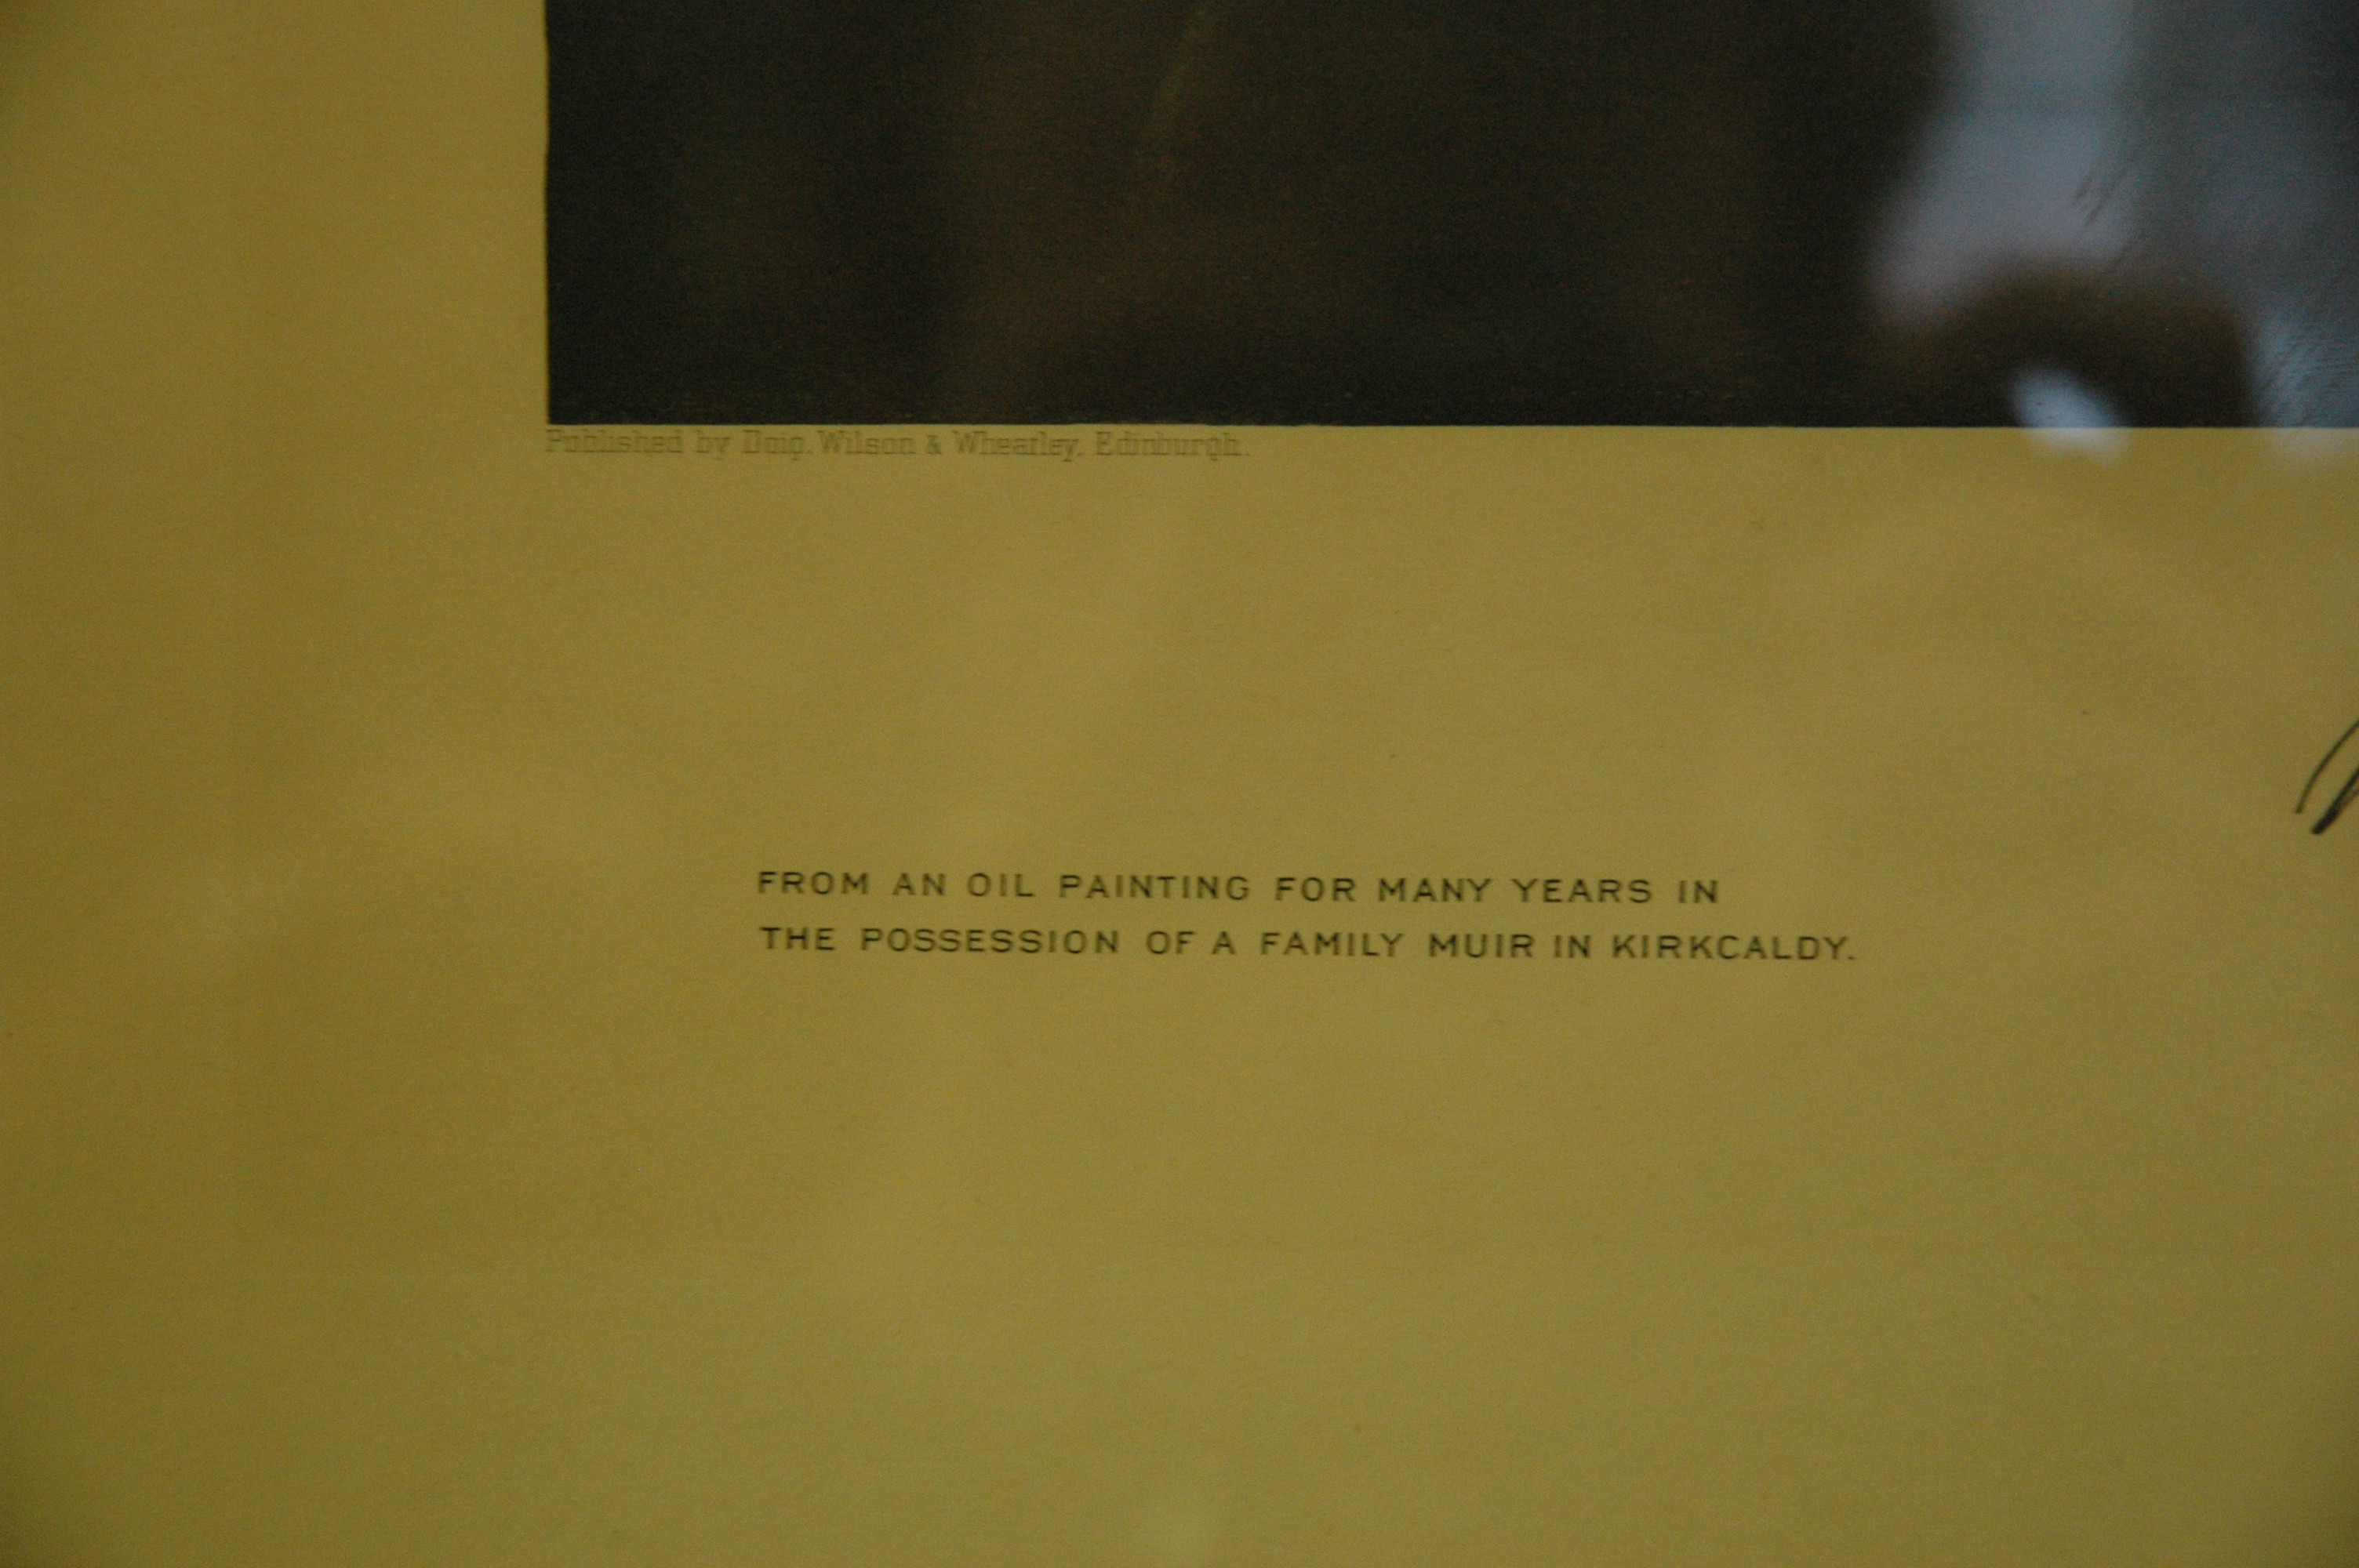 Published by Doig, Wilson & Wheatley, Edinburgh.
FROM AN OIL PAINTING FOR MANY YEARS IN
THE POSSESSION OF A FAMILY MUIR IN KIRKCALDY.